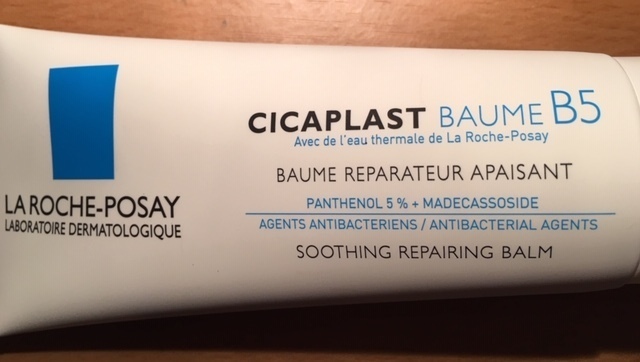 LA ROCHE-POSAY
LABORATOIRE DERMATOLOGIQUE
CICAPLAST BAUME B5
Avec de l'eau thermale de La Roche-Posay
BAUME REPARATEUR APAISANT
PANTHENOL 5 % + MADECASSOSIDE
AGENTS ANTIBACTERIENS / ANTIBACTERIAL AGENTS
SOOTHING REPAIRING BALM